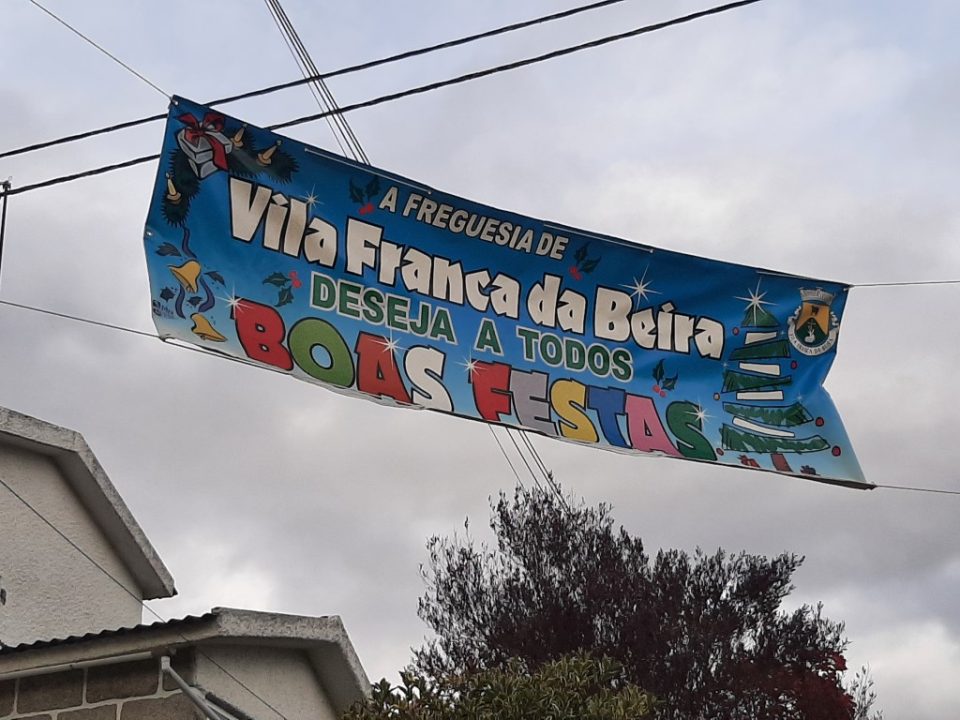 A FREGUESIA DE
Vila Franca da Beira
DESEJA A TODOS
BOAS FESTAS